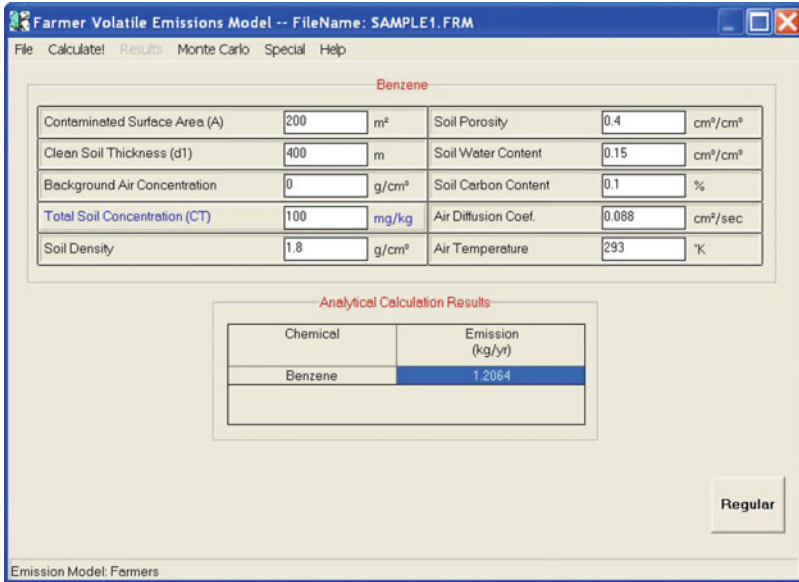 Farmer Volatile Emissions Model -- FileName: SAMPLE1.FRM
File Calculate! Results Monte Carlo Special Help
Benzene
Contaminated Surface Area (A) 200 m² Soil Porosity 0.4 cm³/cm³
Clean Soil Thickness (d1) 400 m Soil Water Content 0.15 cm³/cm³
Background Air Concentration 0 g/cm³ Soil Carbon Content 0.1 %
Total Soil Concentration (CT) 100 mg/kg Air Diffusion Coef. 0.088 cm²/sec
Soil Density 1.8 g/cm³ Air Temperature 293 °K
Analytical Calculation Results
Chemical Emission
(kg/yr)
Benzene 1.2064
Regular
Emission Model: Farmers